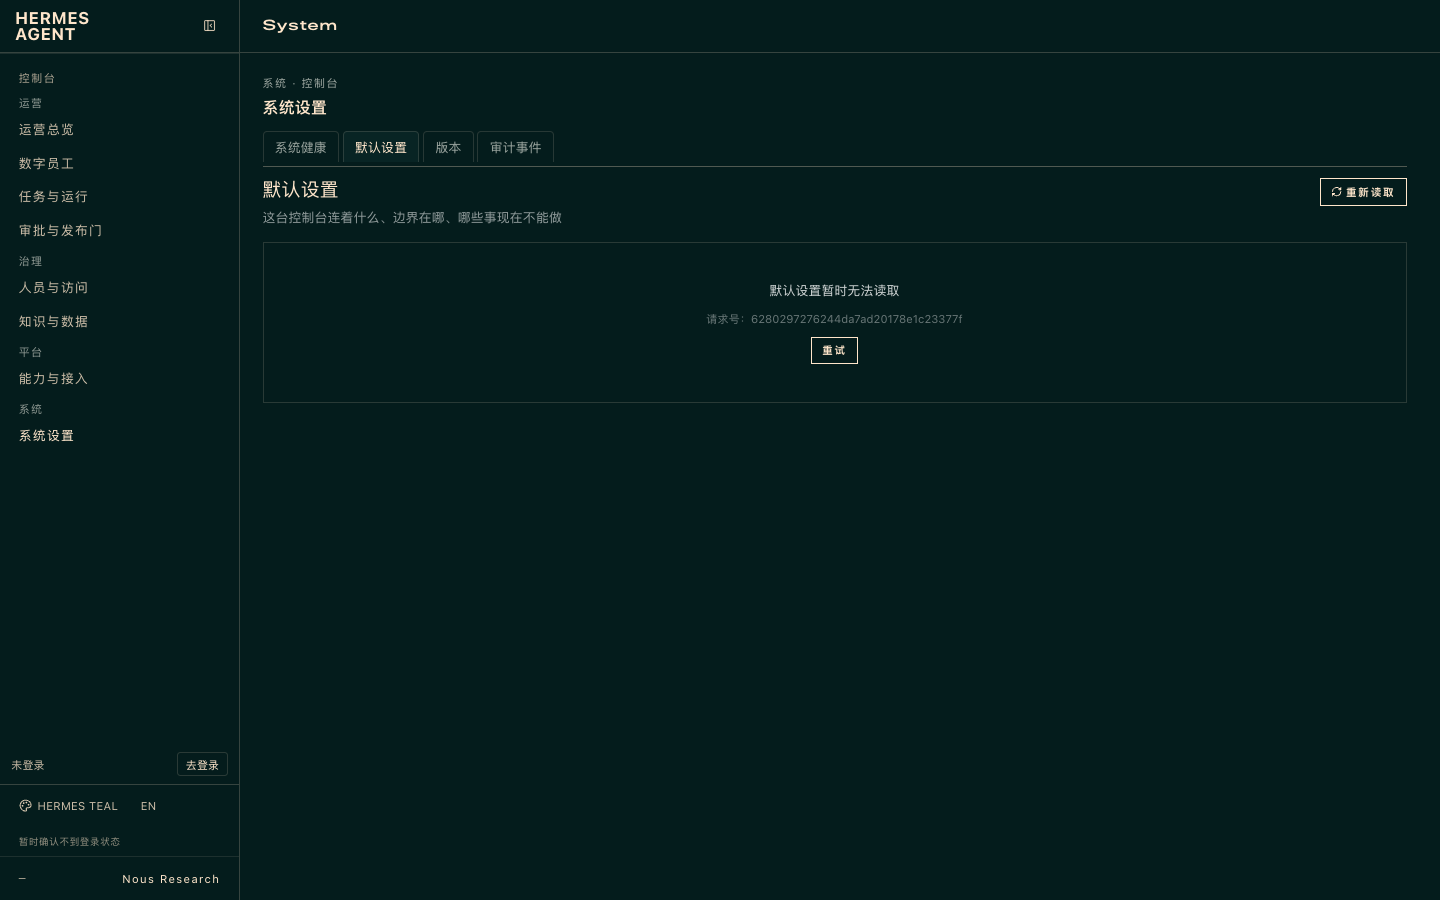 HERMES
AGENT
System
控制台
运营
运营总览
数字员工
任务与运行
审批与发布门
治理
人员与访问
知识与数据
平台
能力与接入
系统
系统设置
未登录
去登录
HERMES TEAL
EN
暂时确认不到登录状态
—
Nous Research
系统 · 控制台
系统设置
系统健康
默认设置
版本
审计事件
默认设置
重新读取
这台控制台连着什么、边界在哪、哪些事现在不能做
默认设置暂时无法读取
请求号：6280297276244da7ad20178e1c23377f
重试